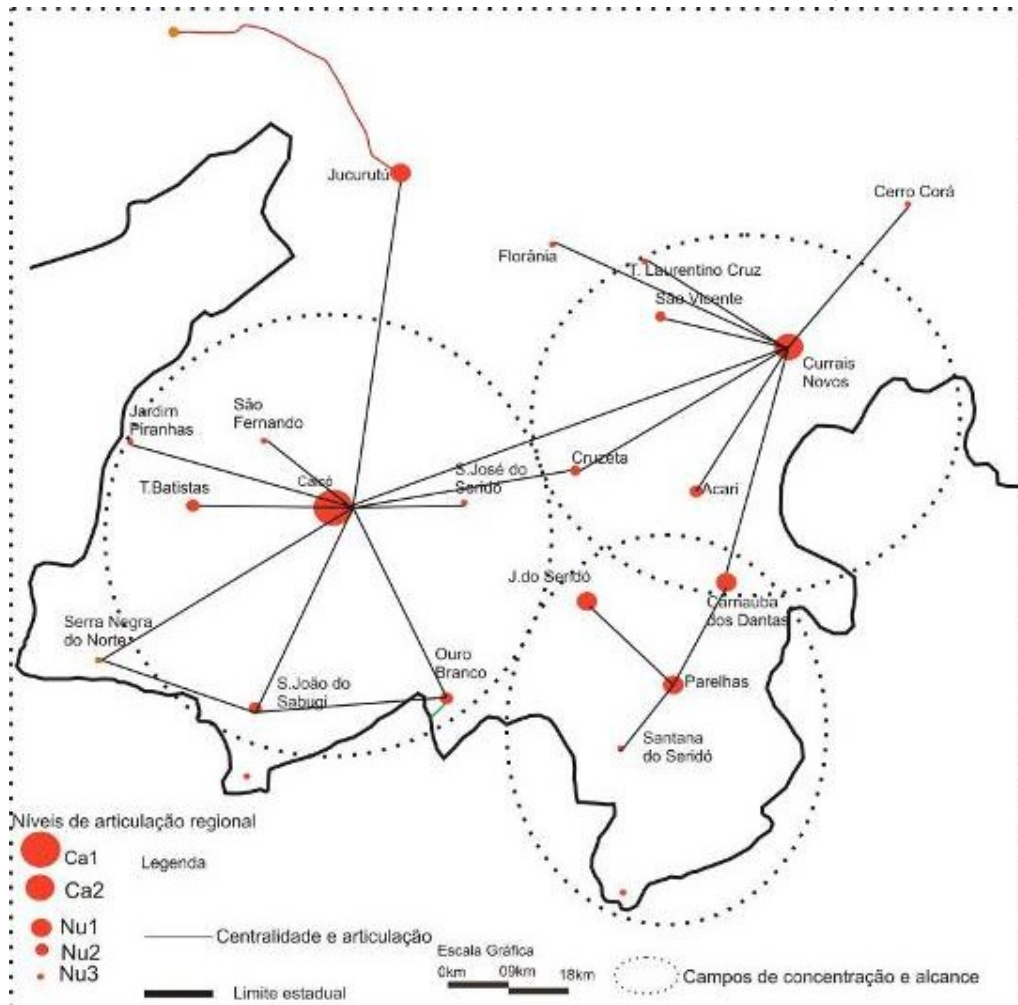 Jucurutú
Cerro Corá
Florânia
T. Laurentino Cruz
São Vicente
Currais
Novos
Jardim
Piranhas
São
Fernando
Cruzeta
S.José do
Seridó
Caicó
T.Batistas
Acari
J.do Seridó
Carnaúba
dos Dantas
Serra Negra
do Norte
Ouro
Branco
S.João do
Sabugi
Parelhas
Santana
do Seridó
Níveis de articulação regional
Ca1
Legenda
Ca2
Nu1
Nu2
Nu3
Centralidade e articulação
Limite estadual
Escala Gráfica
0km 09km 18km
Campos de concentração e alcance